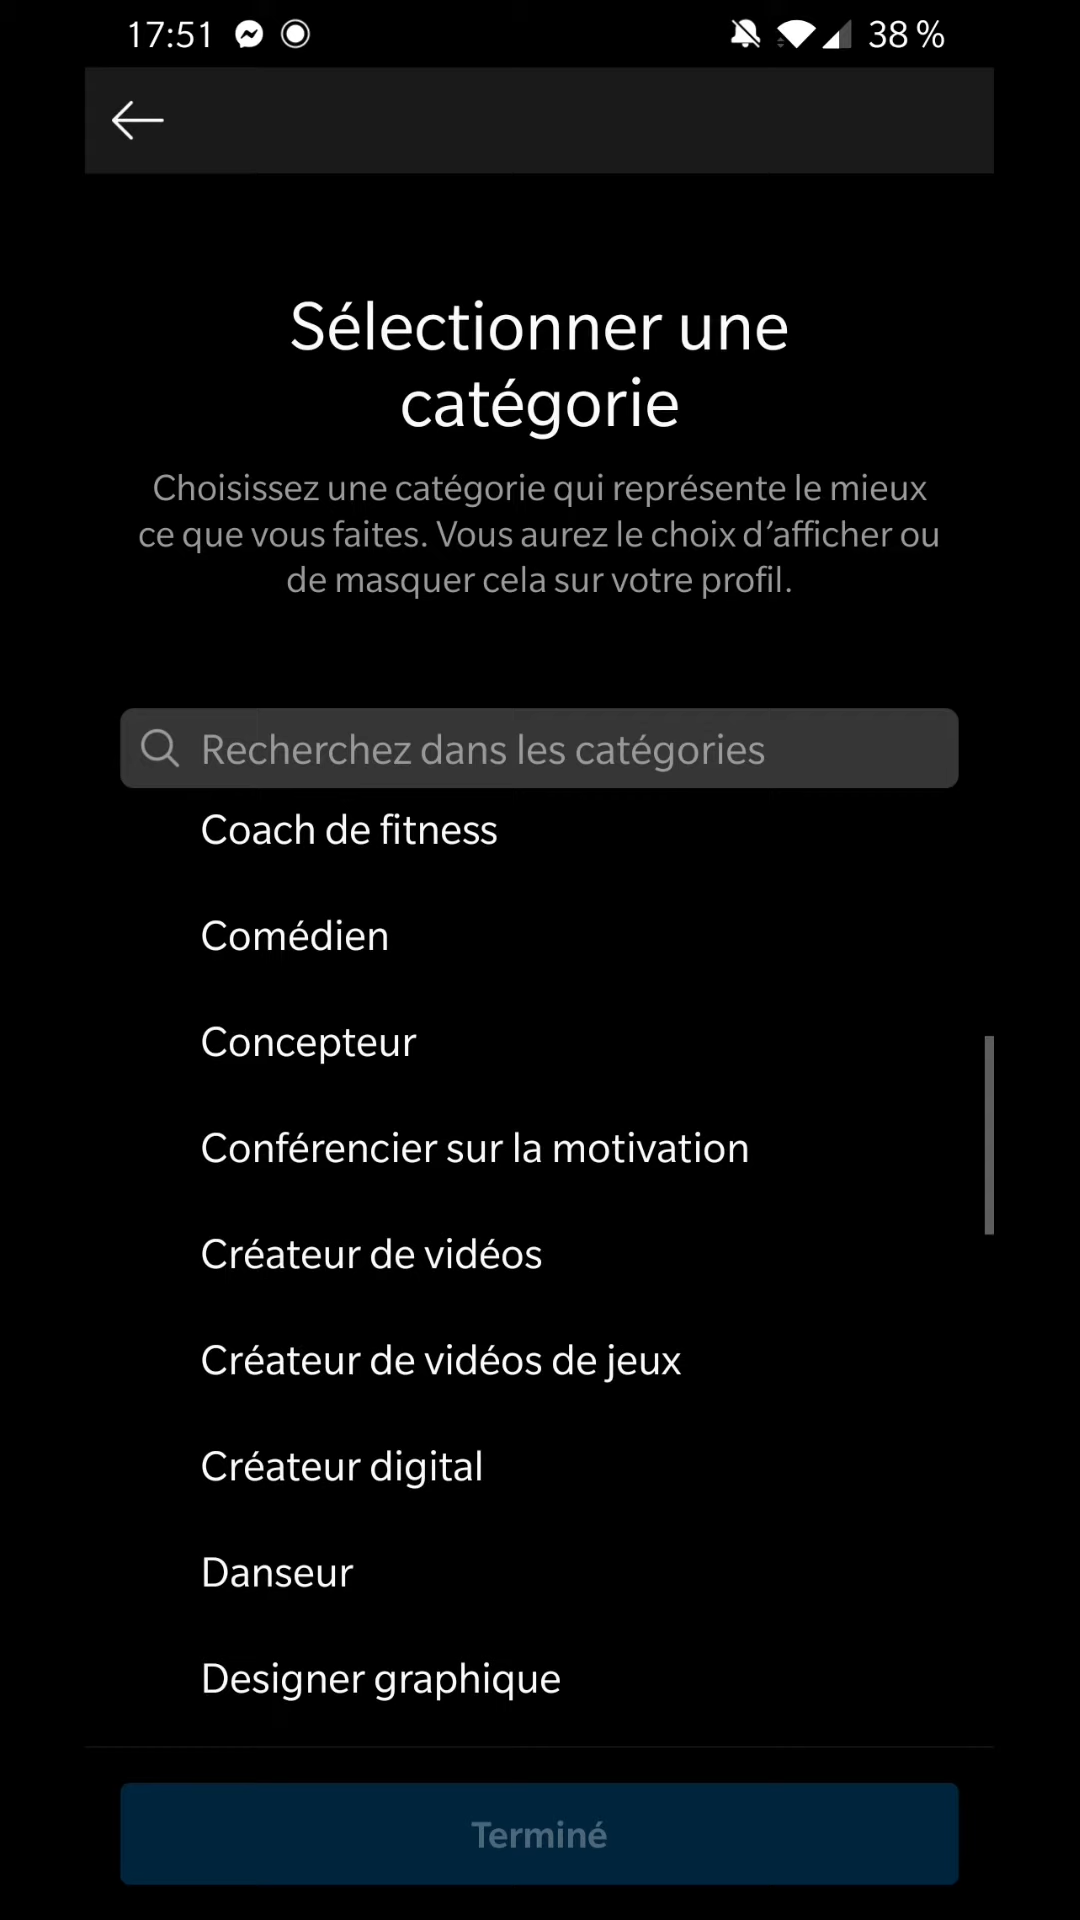 17:51
38 %
Sélectionner une
catégorie
Choisissez une catégorie qui représente le mieux
ce que vous faites. Vous aurez le choix d’afficher ou
de masquer cela sur votre profil.
Recherchez dans les catégories
Coach de fitness
Comédien
Concepteur
Conférencier sur la motivation
Créateur de vidéos
Créateur de vidéos de jeux
Créateur digital
Danseur
Designer graphique
Terminé